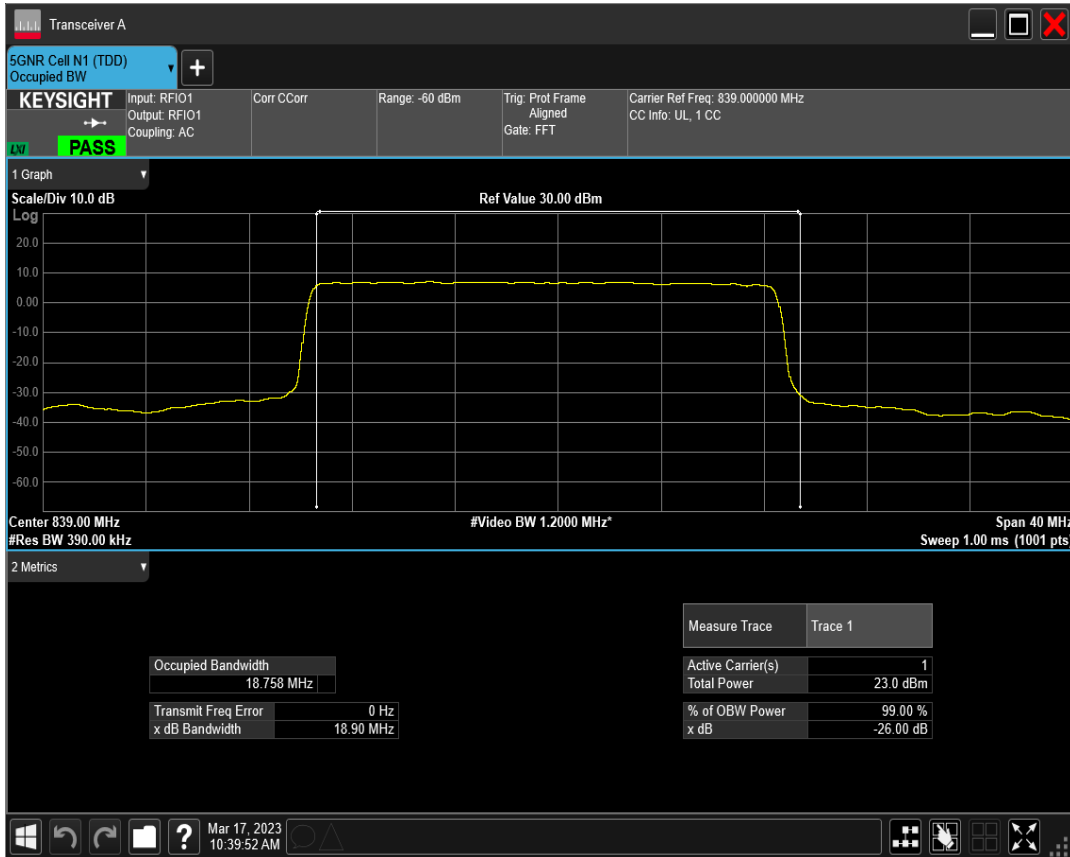 Transceiver A
5GNR Cell N1 (TDD)
Occupied BW
+
KEYSIGHT
LXI
PASS
Input: RFIO1
Output: RFIO1
Coupling: AC
Corr CCorr
Range: -60 dBm
Trig: Prot Frame
Aligned
Gate: FFT
Carrier Ref Freq: 839.000000 MHz
CC Info: UL, 1 CC
1 Graph
Scale/Div 10.0 dB
Ref Value 30.00 dBm
Log
20.0
10.0
0.00
-10.0
-20.0
-30.0
-40.0
-50.0
-60.0
Center 839.00 MHz
#Video BW 1.2000 MHz*
Span 40 MHz
#Res BW 390.00 kHz
Sweep 1.00 ms (1001 pts)
2 Metrics
Measure Trace Trace 1
Occupied Bandwidth
18.758 MHz
Active Carrier(s) 1
Total Power 23.0 dBm
Transmit Freq Error 0 Hz
x dB Bandwidth 18.90 MHz
% of OBW Power 99.00 %
x dB -26.00 dB
?
Mar 17, 2023
10:39:52 AM